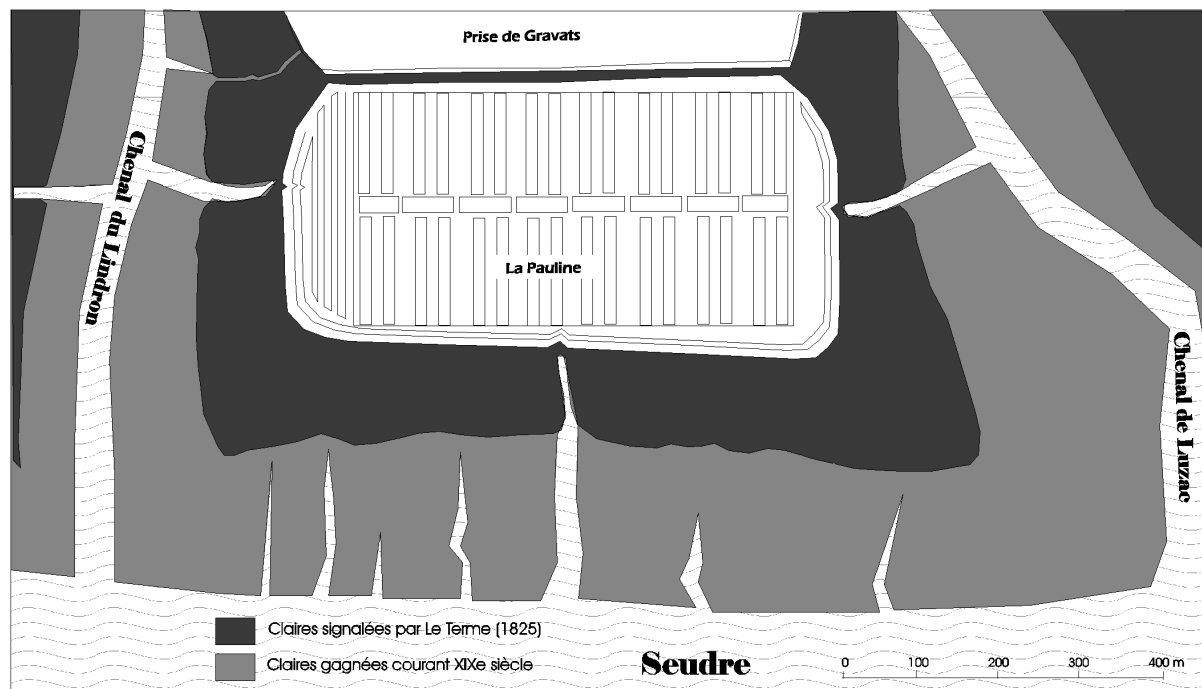 Prise de Gravats
Chenal du Lindron
La Pauline
Chenal de Luzac
Claires signalées par Le Terme (1825)
Claires gagnées courant XIXe siècle
Seudre
0 100 200 300 400 m